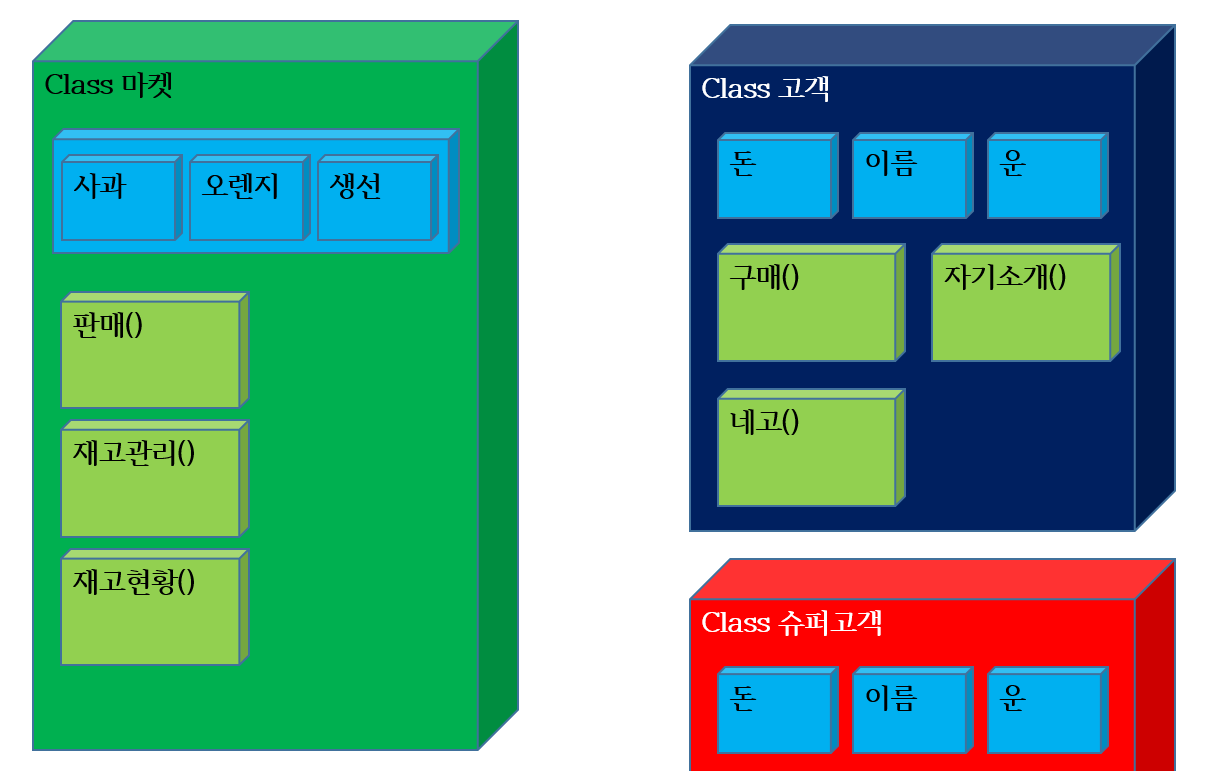 Class 마켓
사과
오렌지
생선
판매()
재고관리()
재고현황()
Class 고객
돈
이름
운
구매()
자기소개()
네고()
Class 슈퍼고객
돈
이름
운